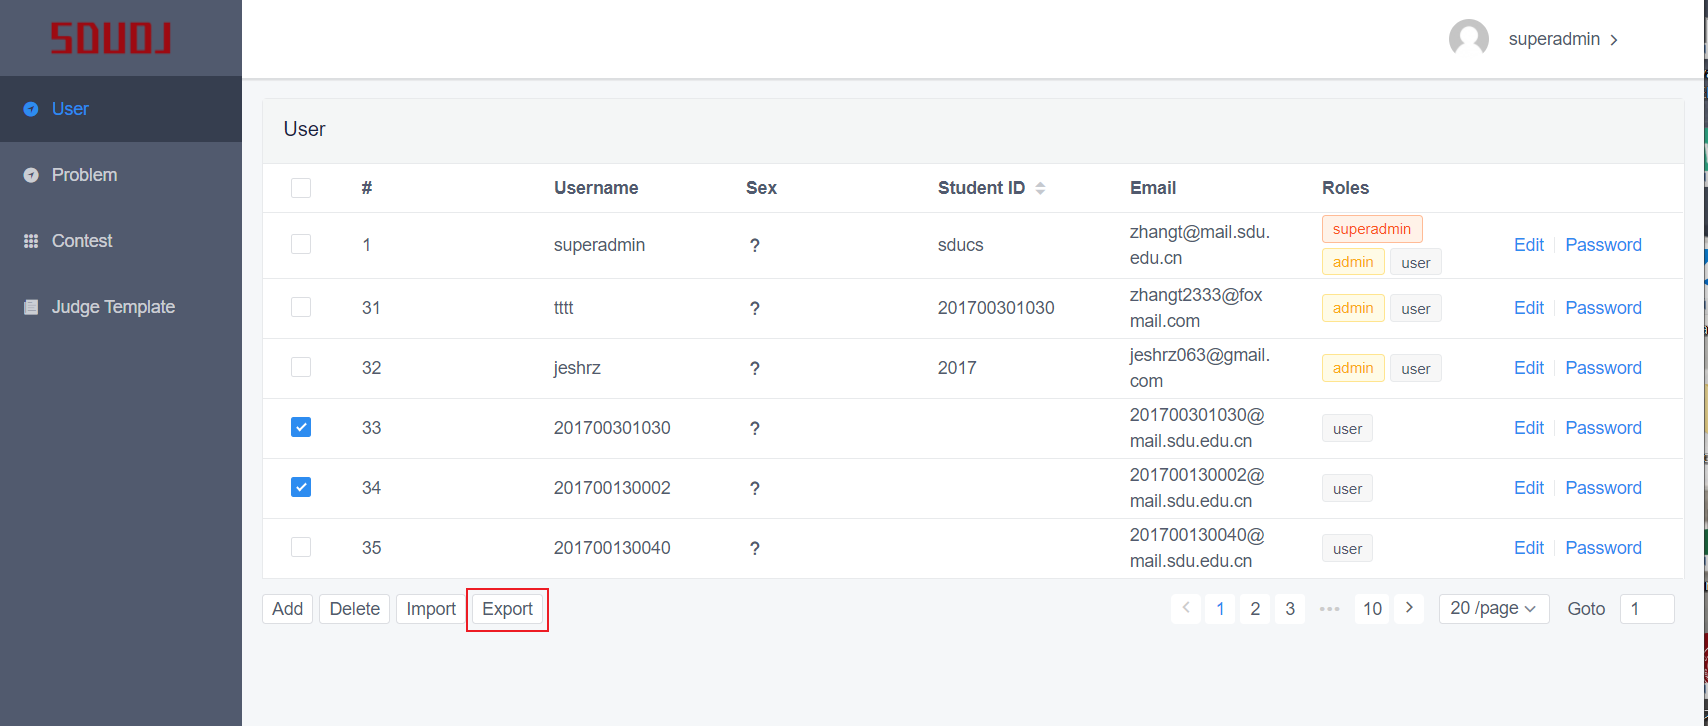 SDUOJ
superadmin
User
Problem
Contest
Judge Template
User
# Username Sex Student ID Email Roles
1 superadmin ? sducs zhangt@mail.sdu.
edu.cn superadmin
admin user Edit Password
31 tttt ? 201700301030 zhangt2333@fox
mail.com admin user Edit Password
32 jeshrz ? 2017 jeshrz063@gmail.
com admin user Edit Password
33 201700301030 ? 201700301030@
mail.sdu.edu.cn user Edit Password
34 201700130002 ? 201700130002@
mail.sdu.edu.cn user Edit Password
35 201700130040 ? 201700130040@
mail.sdu.edu.cn user Edit Password
Add Delete Import Export 1 2 3 ••• 10 20 /page Goto 1